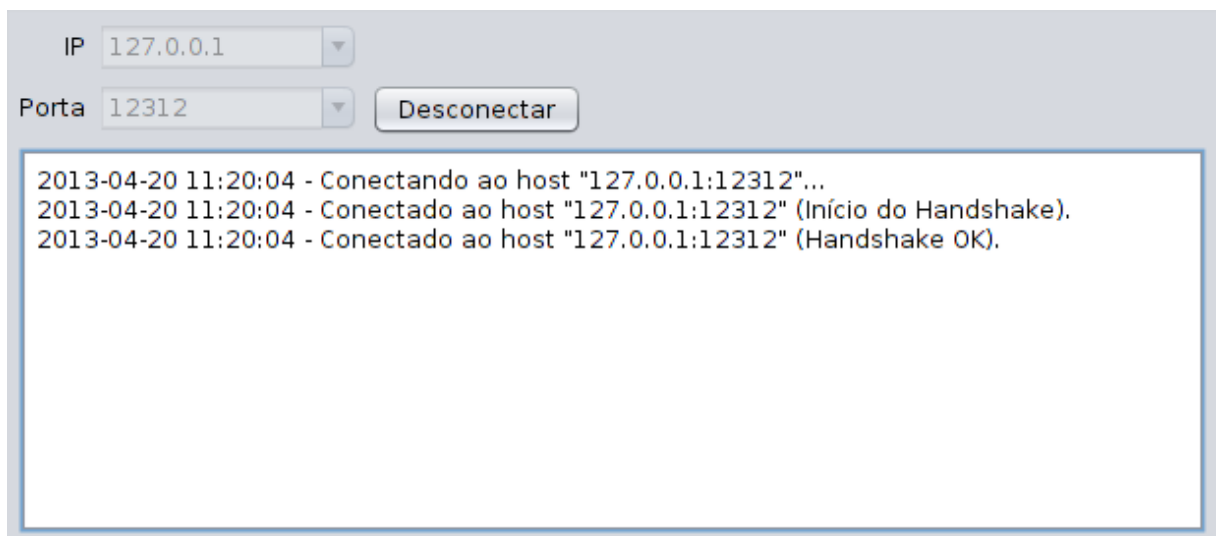 IP 127.0.0.1
Porta 12312 Desconectar
2013-04-20 11:20:04 - Conectando ao host "127.0.0.1:12312"...
2013-04-20 11:20:04 - Conectado ao host "127.0.0.1:12312" (Início do Handshake).
2013-04-20 11:20:04 - Conectado ao host "127.0.0.1:12312" (Handshake OK).